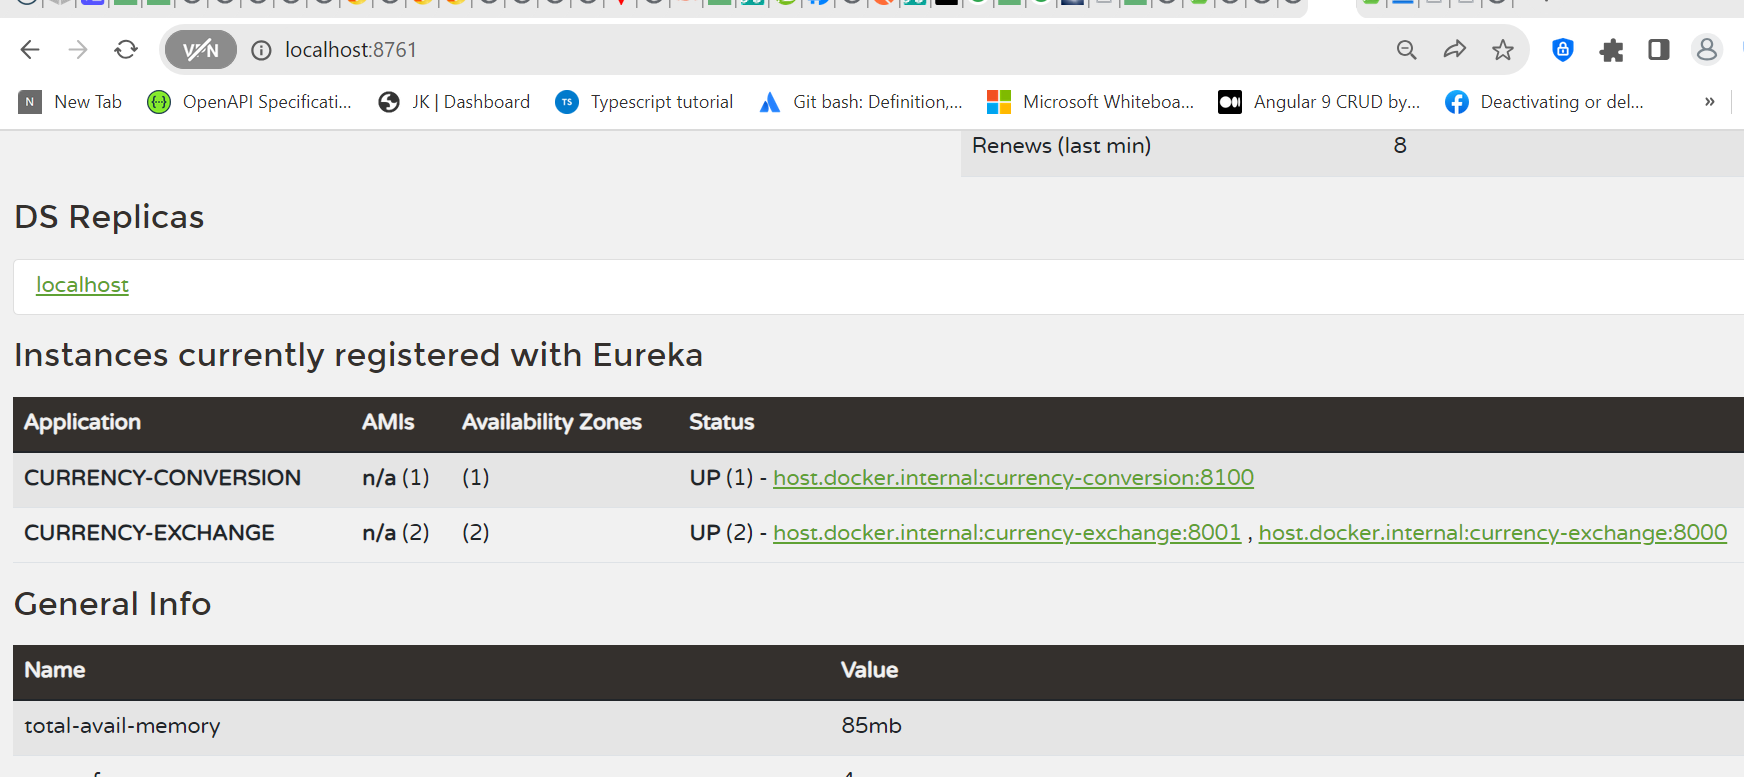 VPN localhost:8761
N New Tab {··} OpenAPI Specificati... JK | Dashboard TS Typescript tutorial Git bash: Definition,... Microsoft Whiteboa... Angular 9 CRUD by... Deactivating or del... »
Renews (last min) 8
DS Replicas
localhost
Instances currently registered with Eureka
Application AMIs Availability Zones Status
CURRENCY-CONVERSION n/a (1) (1) UP (1) - host.docker.internal:currency-conversion:8100
CURRENCY-EXCHANGE n/a (2) (2) UP (2) - host.docker.internal:currency-exchange:8001 , host.docker.internal:currency-exchange:8000
General Info
Name Value
total-avail-memory 85mb